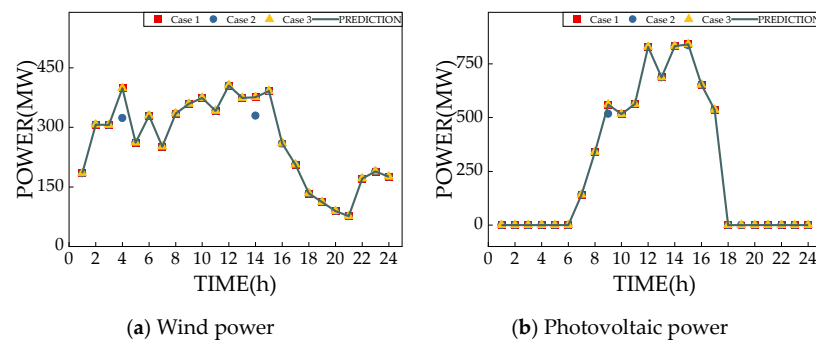 Case 1 Case 2 Case 3 PREDICTION
POWER(MW)
450
300
150
0
0 2 4 6 8 10 12 14 16 18 20 22 24
TIME(h)
(a) Wind power
Case 1 Case 2 Case 3 PREDICTION
POWER(MW)
750
500
250
0
0 2 4 6 8 10 12 14 16 18 20 22 24
TIME(h)
(b) Photovoltaic power